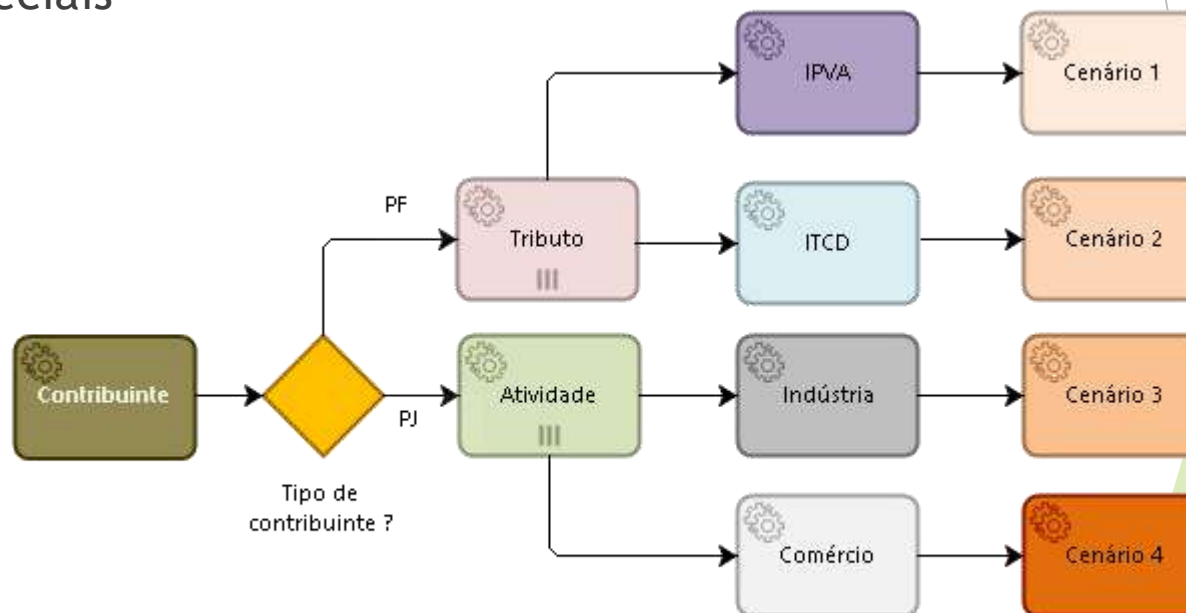 IPVA
Cenário 1
PF
Tributo
ITCD
Cenário 2
Contribuinte
PJ
Atividade
Indústria
Cenário 3
Tipo de
contribuinte ?
Comércio
Cenário 4